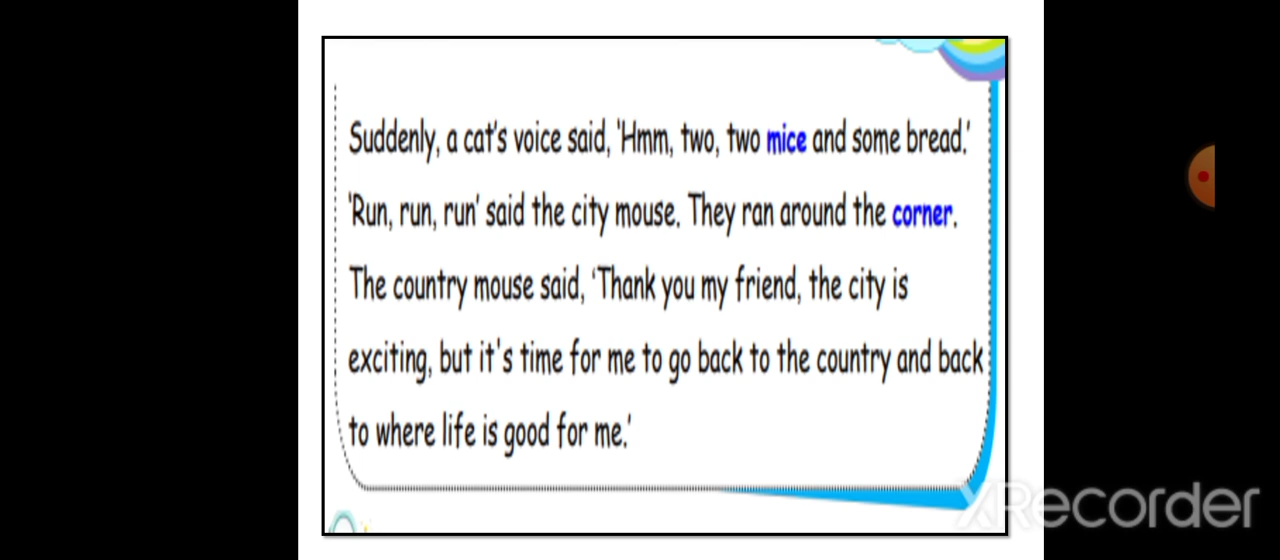 Suddenly, a cat's voice said, 'Hmm, two, two mice and some bread.'
'Run, run, run' said the city mouse. They ran around the corner.
The country mouse said, 'Thank you my friend, the city is
exciting, but it's time for me to go back to the country and back
to where life is good for me.'
XRecorder